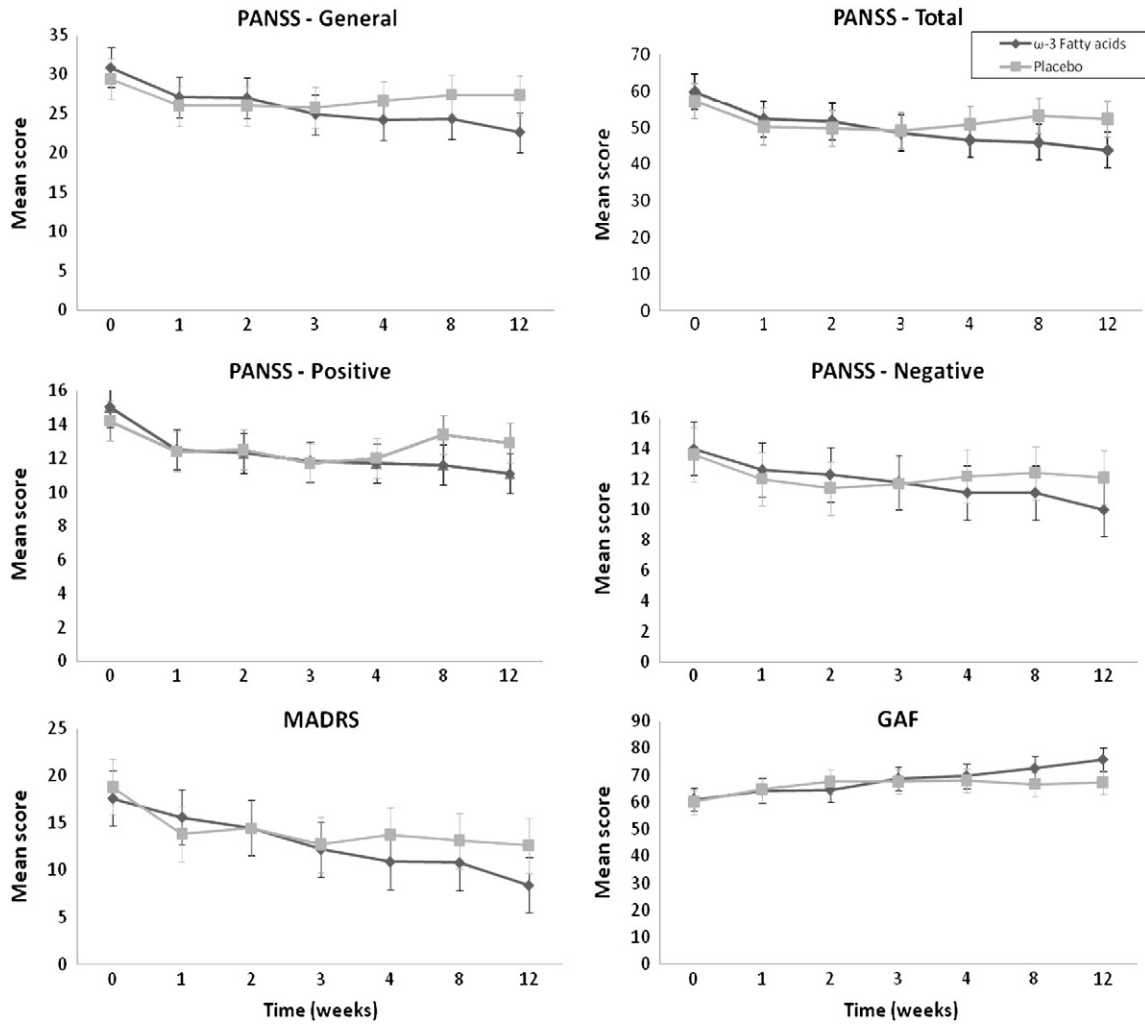 PANSS - General
Mean score
35
30
25
20
15
10
5
0
0 1 2 3 4 8 12
PANSS - Total
ω-3 Fatty acids
Placebo
Mean score
70
60
50
40
30
20
10
0
0 1 2 3 4 8 12
PANSS - Positive
Mean score
16
14
12
10
8
6
4
2
0
0 1 2 3 4 8 12
PANSS - Negative
Mean score
16
14
12
10
8
6
4
2
0
0 1 2 3 4 8 12
MADRS
Mean score
25
20
15
10
5
0
0 1 2 3 4 8 12
Time (weeks)
GAF
Mean score
90
80
70
60
50
40
30
20
10
0
0 1 2 3 4 8 12
Time (weeks)